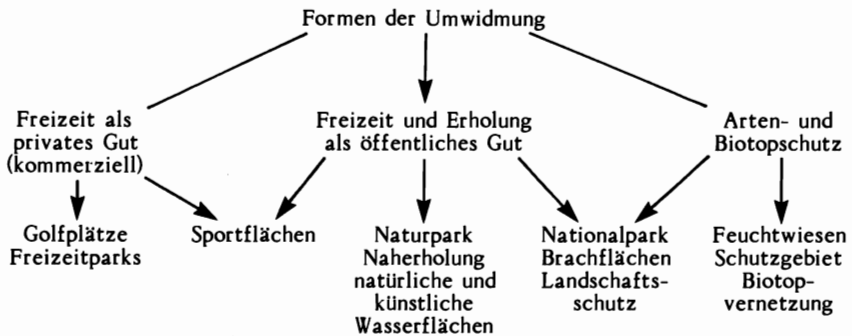 Formen der Umwidmung
Freizeit als
privates Gut
(kommerziell)
Freizeit und Erholung
als öffentliches Gut
Arten- und
Biotopschutz
Golfplätze
Freizeitparks
Sportflächen
Naturpark
Naherholung
natürliche und
künstliche
Wasserflächen
Nationalpark
Brachflächen
Landschafts-
schutz
Feuchtwiesen
Schutzgebiet
Biotop-
vernetzung